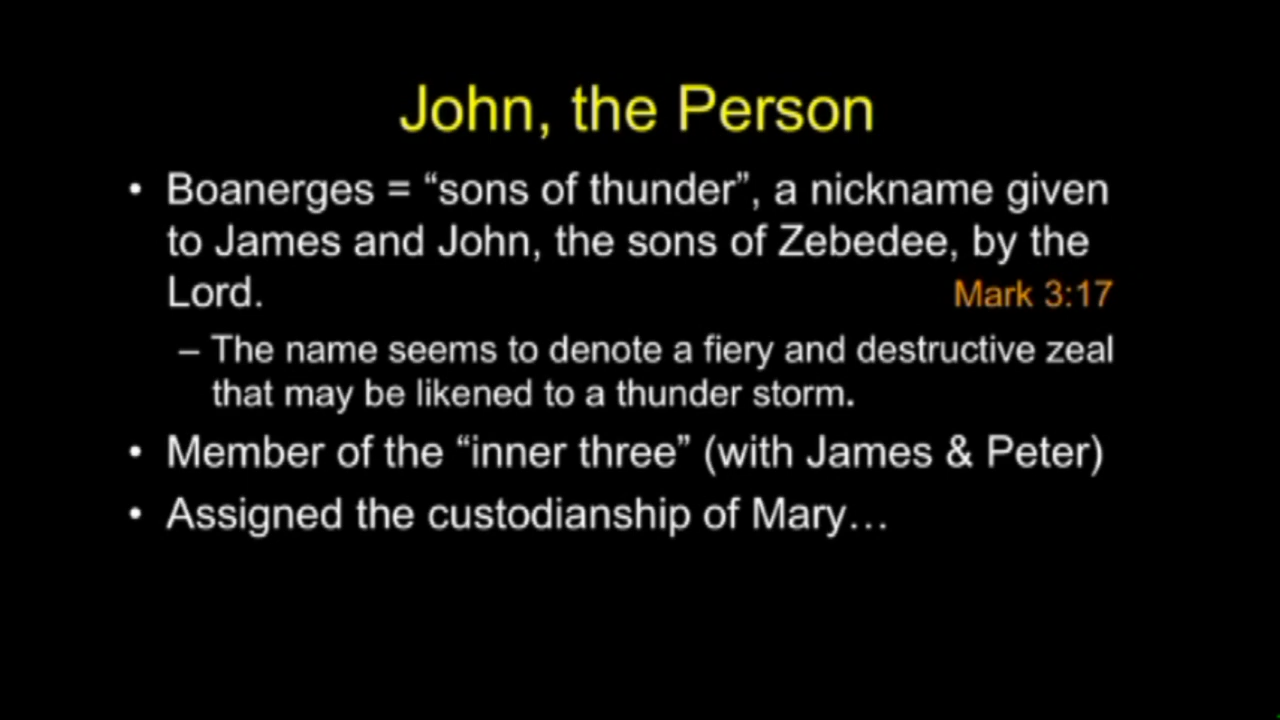 John, the Person
• Boanerges = “sons of thunder”, a nickname given
to James and John, the sons of Zebedee, by the
Lord. Mark 3:17
– The name seems to denote a fiery and destructive zeal
that may be likened to a thunder storm.
• Member of the “inner three” (with James & Peter)
• Assigned the custodianship of Mary…